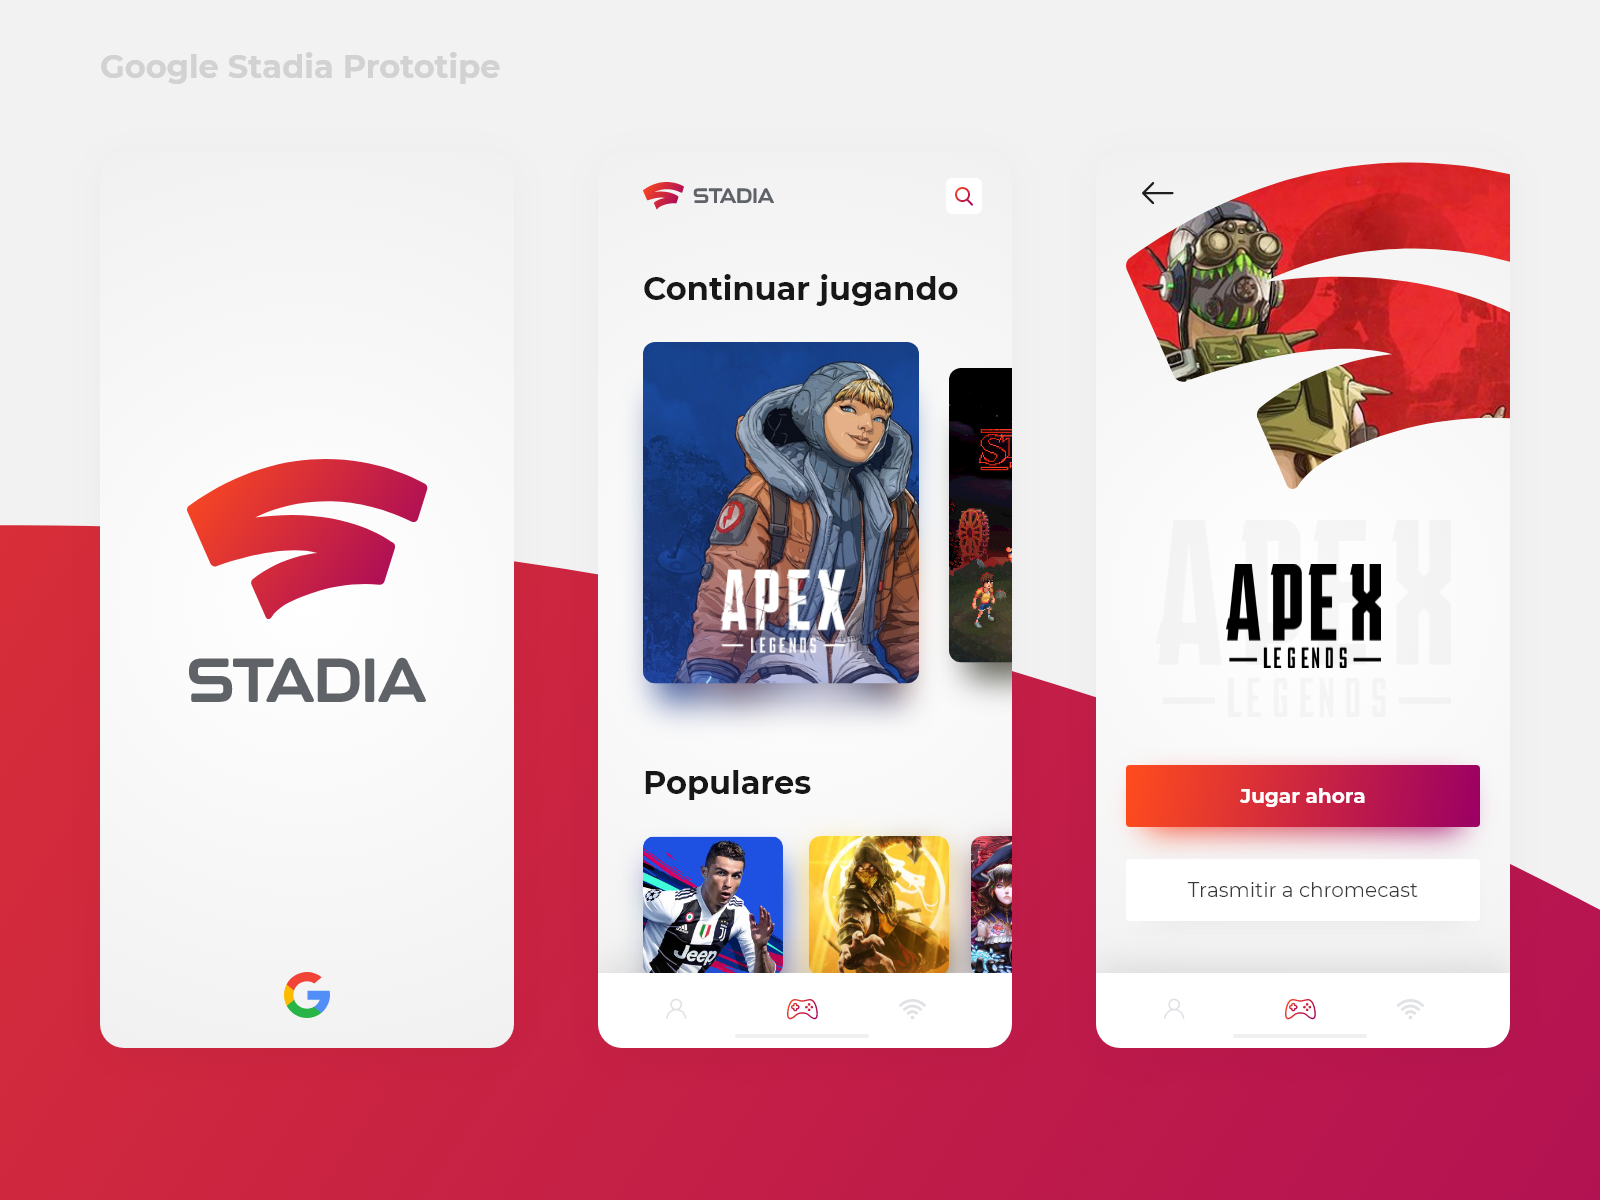 Google Stadia Prototipe
STADIA
STADIA
Continuar jugando
APEX
LEGENDS
Populares
Jeep
APEX
LEGENDS
APEX
LEGENDS
Jugar ahora
Trasmitir a chromecast